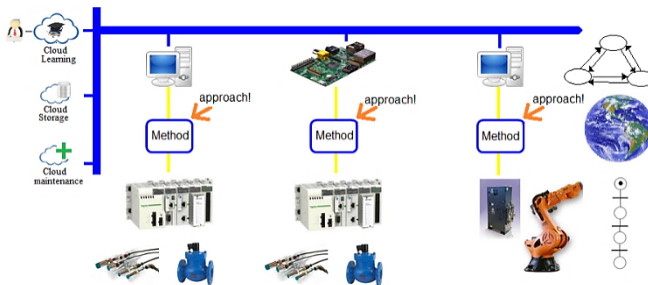 Cloud
Learning
Cloud
Storage
Cloud
maintenance
approach!
Method
approach!
Method
approach!
Method